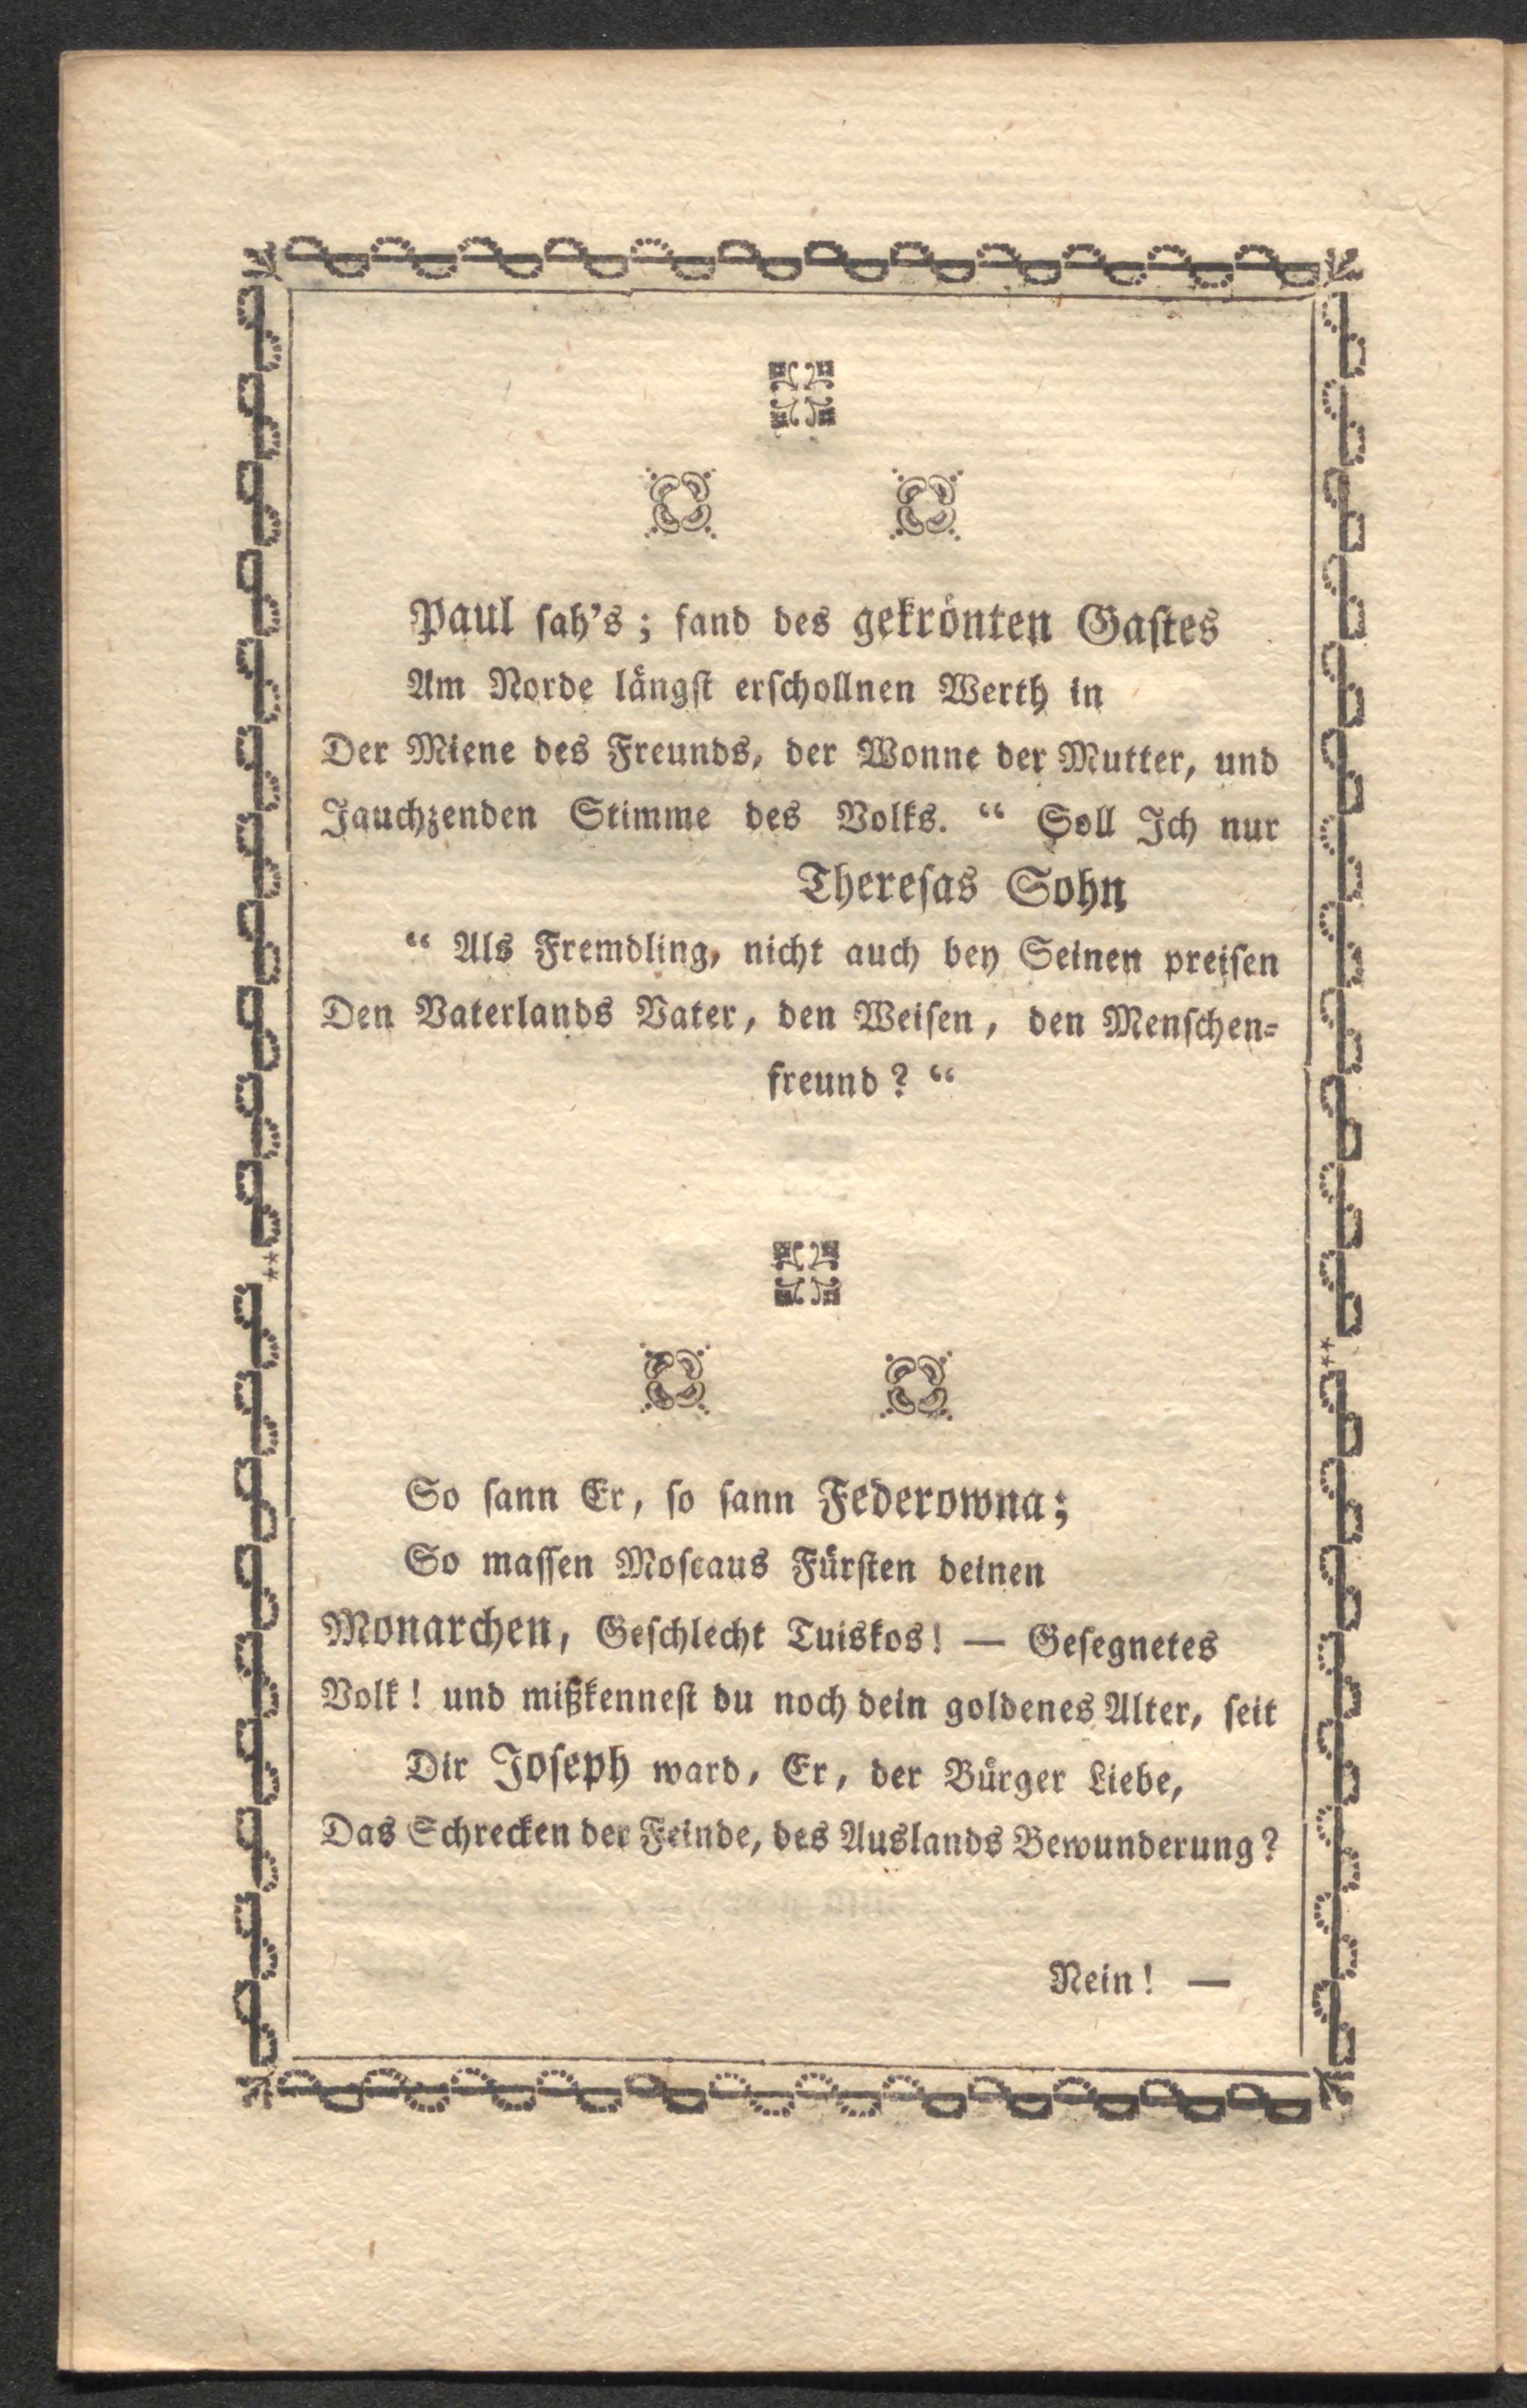 Paul ſah's; fand des gekrönten Gaſtes
Am Norde längſt erſchollnen Werth in
Der Miene des Freunds, der Wonne der Mutter, und
Jauchzenden Stimme des Volks. “ Soll Ich nur
Thereſas Sohn
“ Als Fremdling, nicht auch bey Seinen preiſen
Den Vaterlands Vater, den Weiſen, den Menſchen-
freund? “
So ſann Er, ſo ſann Federowna;
So maſſen Moſcaus Fürſten deinen
Monarchen, Geſchlecht Tuiskos! — Geſegnetes
Volk! und mißkenneſt du noch dein goldenes Alter, ſeit
Dir Joſeph ward, Er, der Bürger Liebe,
Das Schrecken der Feinde, des Auslands Bewunderung?
Nein! —